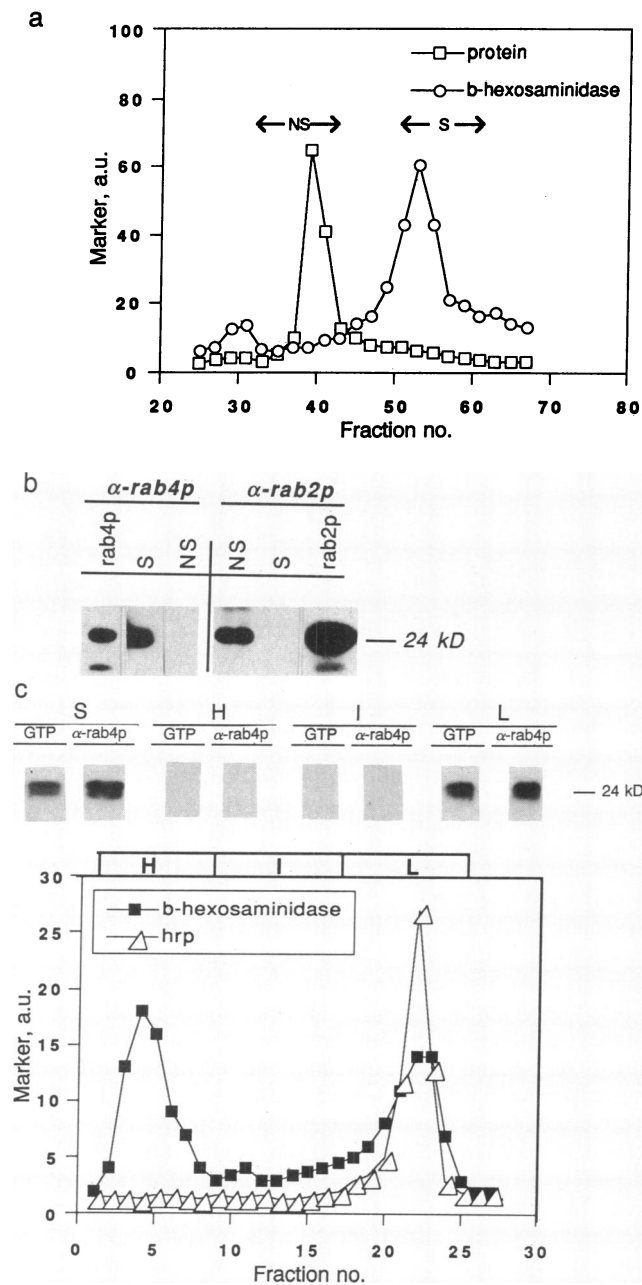 a
100
80
60
40
20
0
Marker, a.u.
protein
b-hexosaminidase
NS
S
20 30 40 50 60 70 80
Fraction no.
b
α-rab4p α-rab2p
rab4p S NS NS S rab2p
24 kD
c
S H I L
GTP α-rab4p GTP α-rab4p GTP α-rab4p GTP α-rab4p
24 kD
H I L
30
25
20
15
10
5
0
Marker, a.u.
b-hexosaminidase
hrp
0 5 10 15 20 25 30
Fraction no.